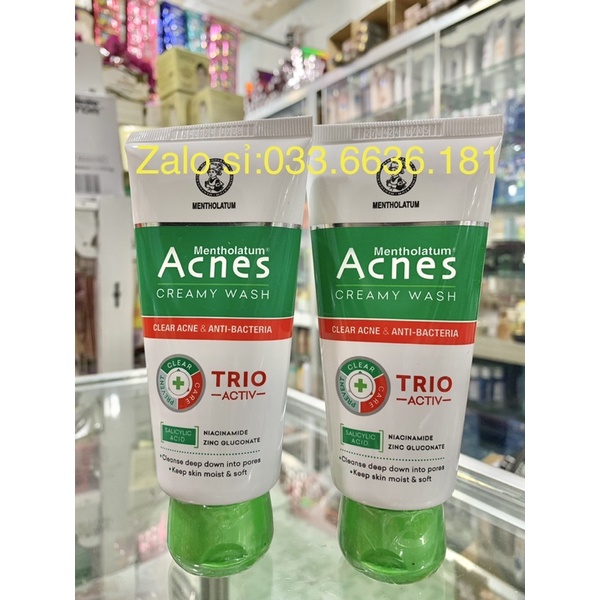 Zalo sỉ:033.6636.181
MENTHOLATUM
Mentholatum®
Acnes
CREAMY WASH
CLEAR ACNE & ANTI-BACTERIA
PREVENT CLEAR CARE
TRIO
ACTIV
SALICYLIC
ACID
NIACINAMIDE
ZINC GLUCONATE
+Cleanse deep down into pores
+Keep skin moist & soft
MENTHOLATUM
Mentholatum®
Acnes
CREAMY WASH
CLEAR ACNE & ANTI-BACTERIA
PREVENT CLEAR CARE
TRIO
ACTIV
SALICYLIC
ACID
NIACINAMIDE
ZINC GLUCONATE
+Cleanse deep down into pores
+Keep skin moist & soft